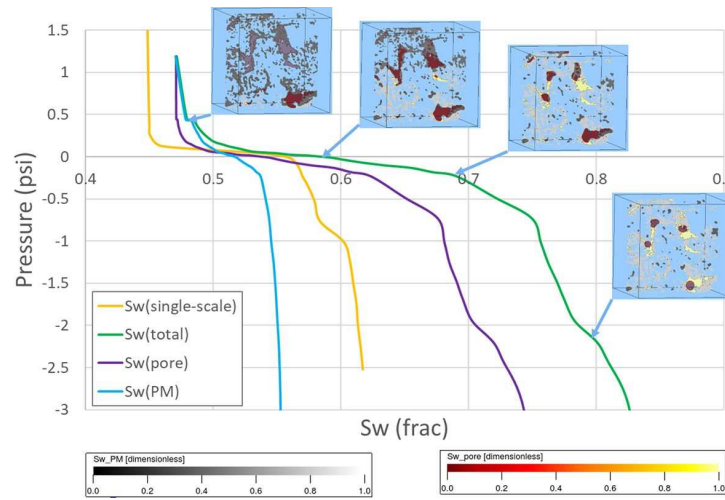 1.5
1
0.5
0
0.4
0.5
0.6
0.7
0.8
-0.5
-1
-1.5
-2
-2.5
-3
Pressure (psi)
Sw(single-scale)
Sw(total)
Sw(pore)
Sw(PM)
Sw (frac)
Sw_PM [dimensionless]
0.0 0.2 0.4 0.6 0.8 1.0
Sw_pore [dimensionless]
0.0 0.2 0.4 0.6 0.8 1.0